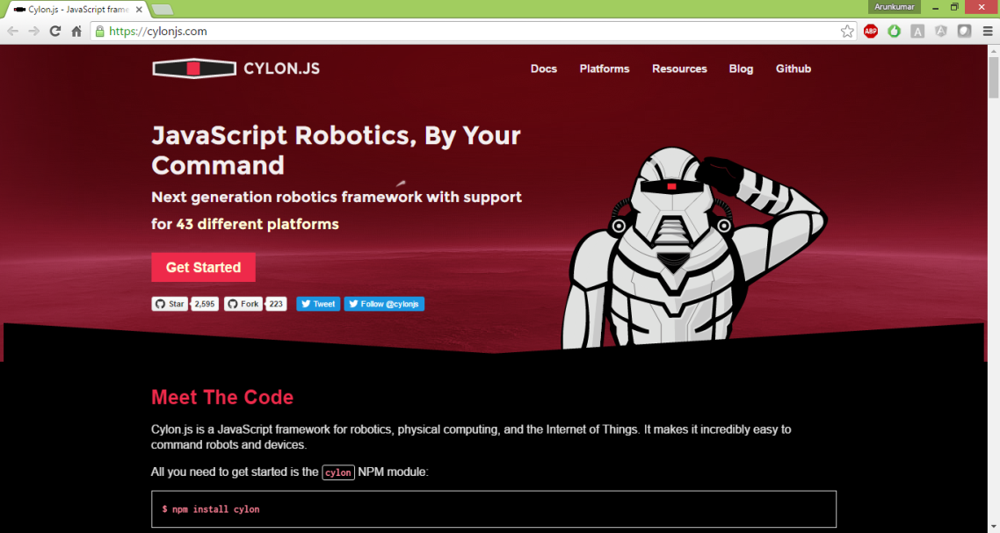 Cylon.js - JavaScript frame
Arunkumar
https://cylonjs.com
ABP
A
CYLON.JS
Docs
Platforms
Resources
Blog
Github
JavaScript Robotics, By Your
Command
Next generation robotics framework with support
for 43 different platforms
Get Started
Star 2,595 Fork 223 Tweet Follow @cylonjs
Meet The Code
Cylon.js is a JavaScript framework for robotics, physical computing, and the Internet of Things. It makes it incredibly easy to
command robots and devices.
All you need to get started is the cylon NPM module:
$ npm install cylon